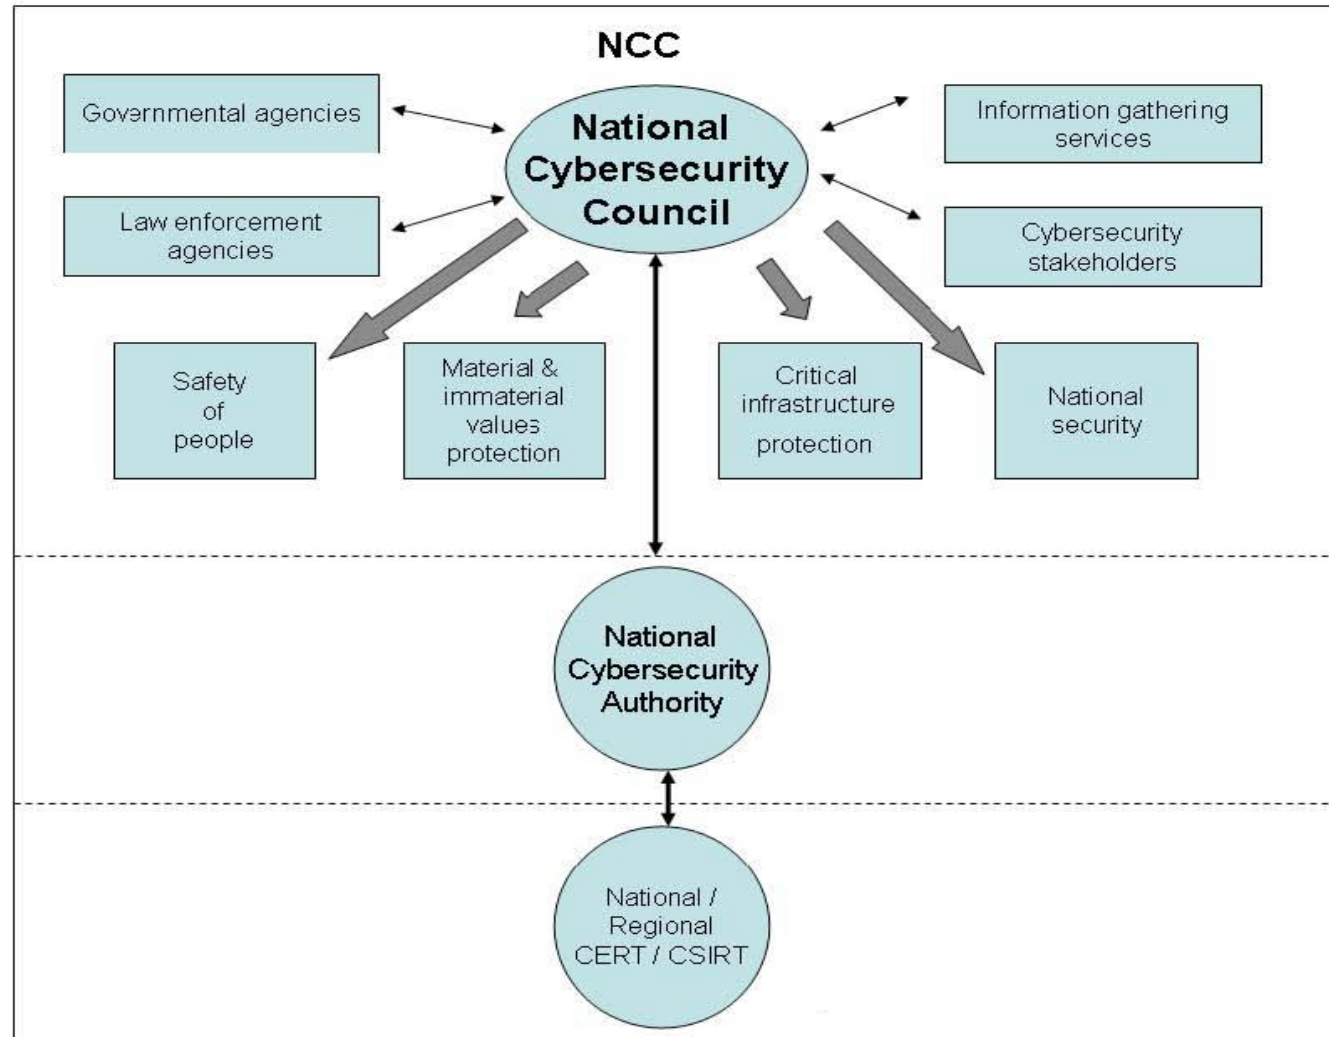 NCC
National
Cybersecurity
Council
Governmental agencies
Information gathering
services
Law enforcement
agencies
Cybersecurity
stakeholders
Safety
of
people
Material &
immaterial
values
protection
Critical
infrastructure
protection
National
security
National
Cybersecurity
Authority
National /
Regional
CERT / CSIRT